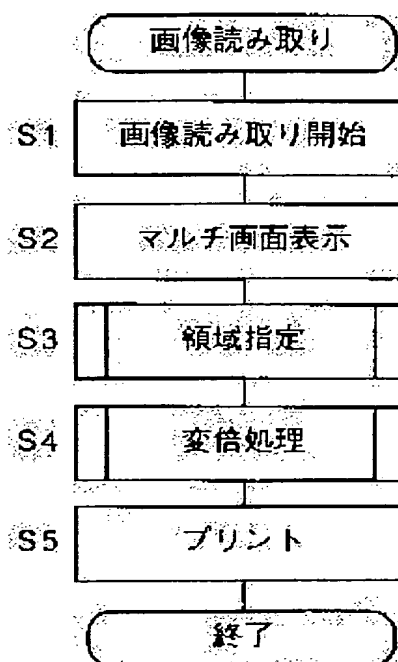 画像読み取り
S1 画像読み取り開始
S2 マルチ画面表示
S3 領域指定
S4 変倍処理
S5 プリント
終了